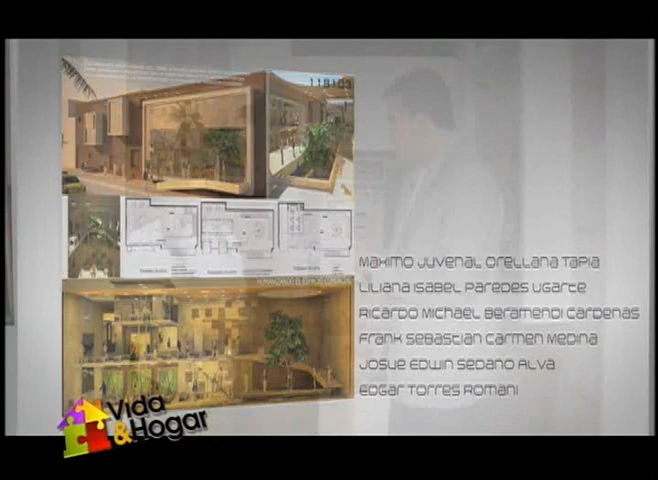 118103
Maximo Juvenal Orellana Tapia
Liliana Isabel Paredes Ugarte
Ricardo Michael Beramendi Cardenas
Frank Sebastian Carmen Medina
Josue Edwin Sedano Alva
Edgar Torres Romani
Vida
&Hogar